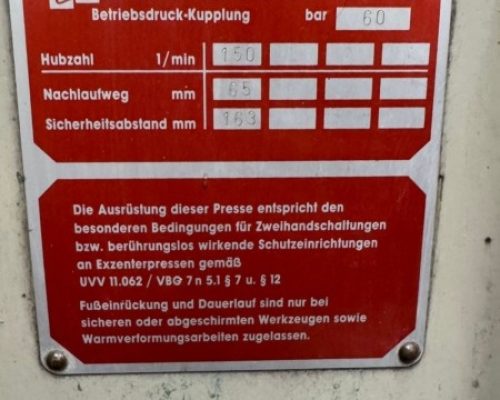 Betriebsdruck-Kupplung bar 60
Hubzahl 1/min 150
Nachlaufweg mm 65
Sicherheitsabstand mm 163
Die Ausrüstung dieser Presse entspricht den
besonderen Bedingungen für Zweihandschaltungen
bzw. berührungslos wirkende Schutzeinrichtungen
an Exzenterpressen gemäß
UVV 11.062 / VBG 7n 5.1 § 7 u. § 12
Fußeinrückung und Dauerlauf sind nur bei
sicheren oder abgeschirmten Werkzeugen sowie
Warmverformungsarbeiten zugelassen.